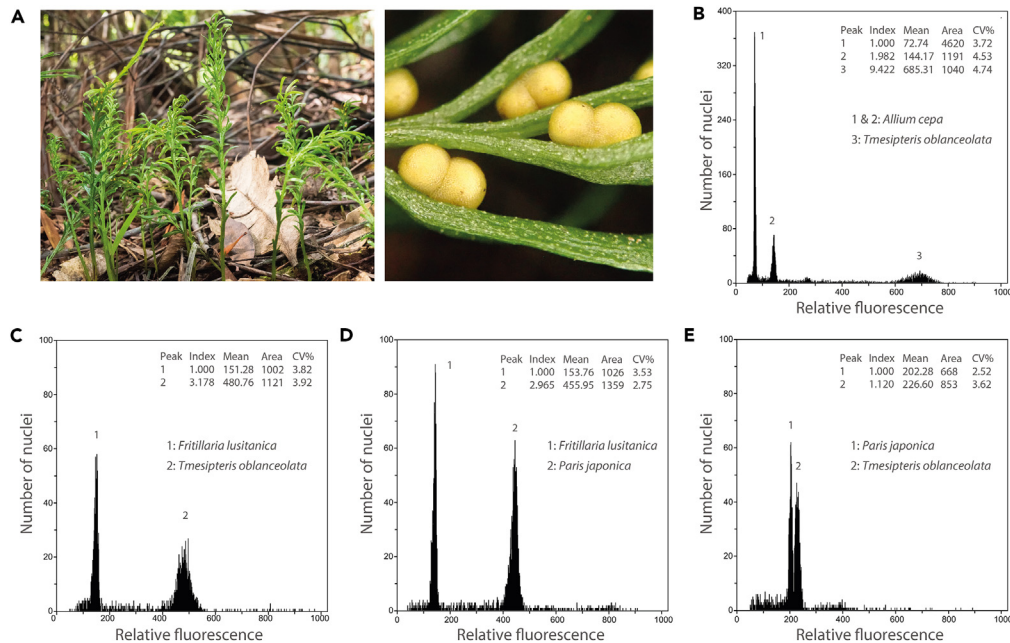 A
B
Number of nuclei
400
320
240
160
80
0
Peak Index Mean Area CV%
1 1.000 72.74 4620 3.72
2 1.982 144.17 1191 4.53
3 9.422 685.31 1040 4.74
1 & 2: Allium cepa
3: Tmesipteris oblanceolata
1
2
3
0 200 400 600 800 1000
Relative fluorescence
C
Number of nuclei
100
80
60
40
20
0
Peak Index Mean Area CV%
1 1.000 151.28 1002 3.82
2 3.178 480.76 1121 3.92
1: Fritillaria lusitanica
2: Tmesipteris oblanceolata
1
2
0 200 400 600 800 1000
Relative fluorescence
D
Number of nuclei
100
80
60
40
20
0
Peak Index Mean Area CV%
1 1.000 153.76 1026 3.53
2 2.965 455.95 1359 2.75
1: Fritillaria lusitanica
2: Paris japonica
1
2
0 200 400 600 800 1000
Relative fluorescence
E
Number of nuclei
100
80
60
40
20
0
Peak Index Mean Area CV%
1 1.000 202.28 668 2.52
2 1.120 226.60 853 3.62
1: Paris japonica
2: Tmesipteris oblanceolata
1
2
0 200 400 600 800 1000
Relative fluorescence